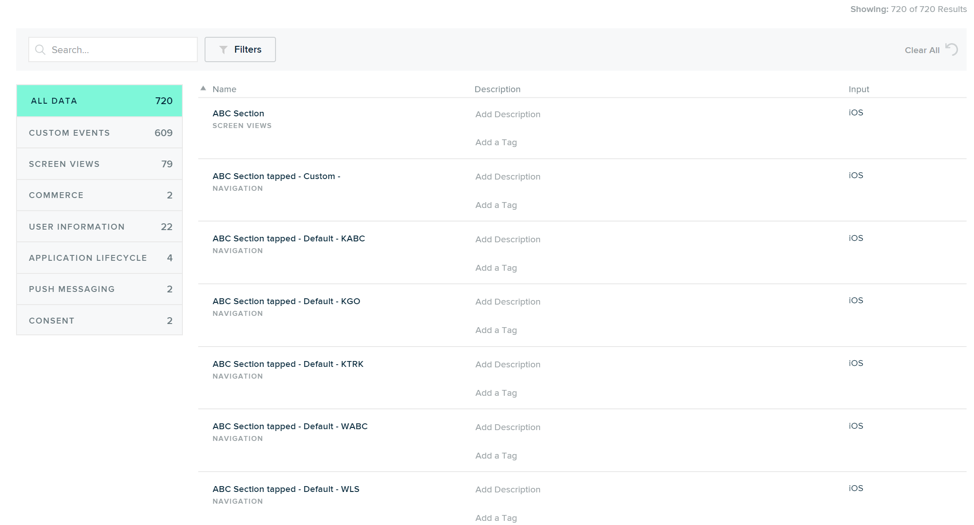 Showing: 720 of 720 Results
Search...
Filters
Clear All
ALL DATA 720
CUSTOM EVENTS 609
SCREEN VIEWS 79
COMMERCE 2
USER INFORMATION 22
APPLICATION LIFECYCLE 4
PUSH MESSAGING 2
CONSENT 2
Name Description Input
ABC Section Add Description iOS
SCREEN VIEWS
Add a Tag
ABC Section tapped - Custom - Add Description iOS
NAVIGATION
Add a Tag
ABC Section tapped - Default - KABC Add Description iOS
NAVIGATION
Add a Tag
ABC Section tapped - Default - KGO Add Description iOS
NAVIGATION
Add a Tag
ABC Section tapped - Default - KTRK Add Description iOS
NAVIGATION
Add a Tag
ABC Section tapped - Default - WABC Add Description iOS
NAVIGATION
Add a Tag
ABC Section tapped - Default - WLS Add Description iOS
NAVIGATION
Add a Tag